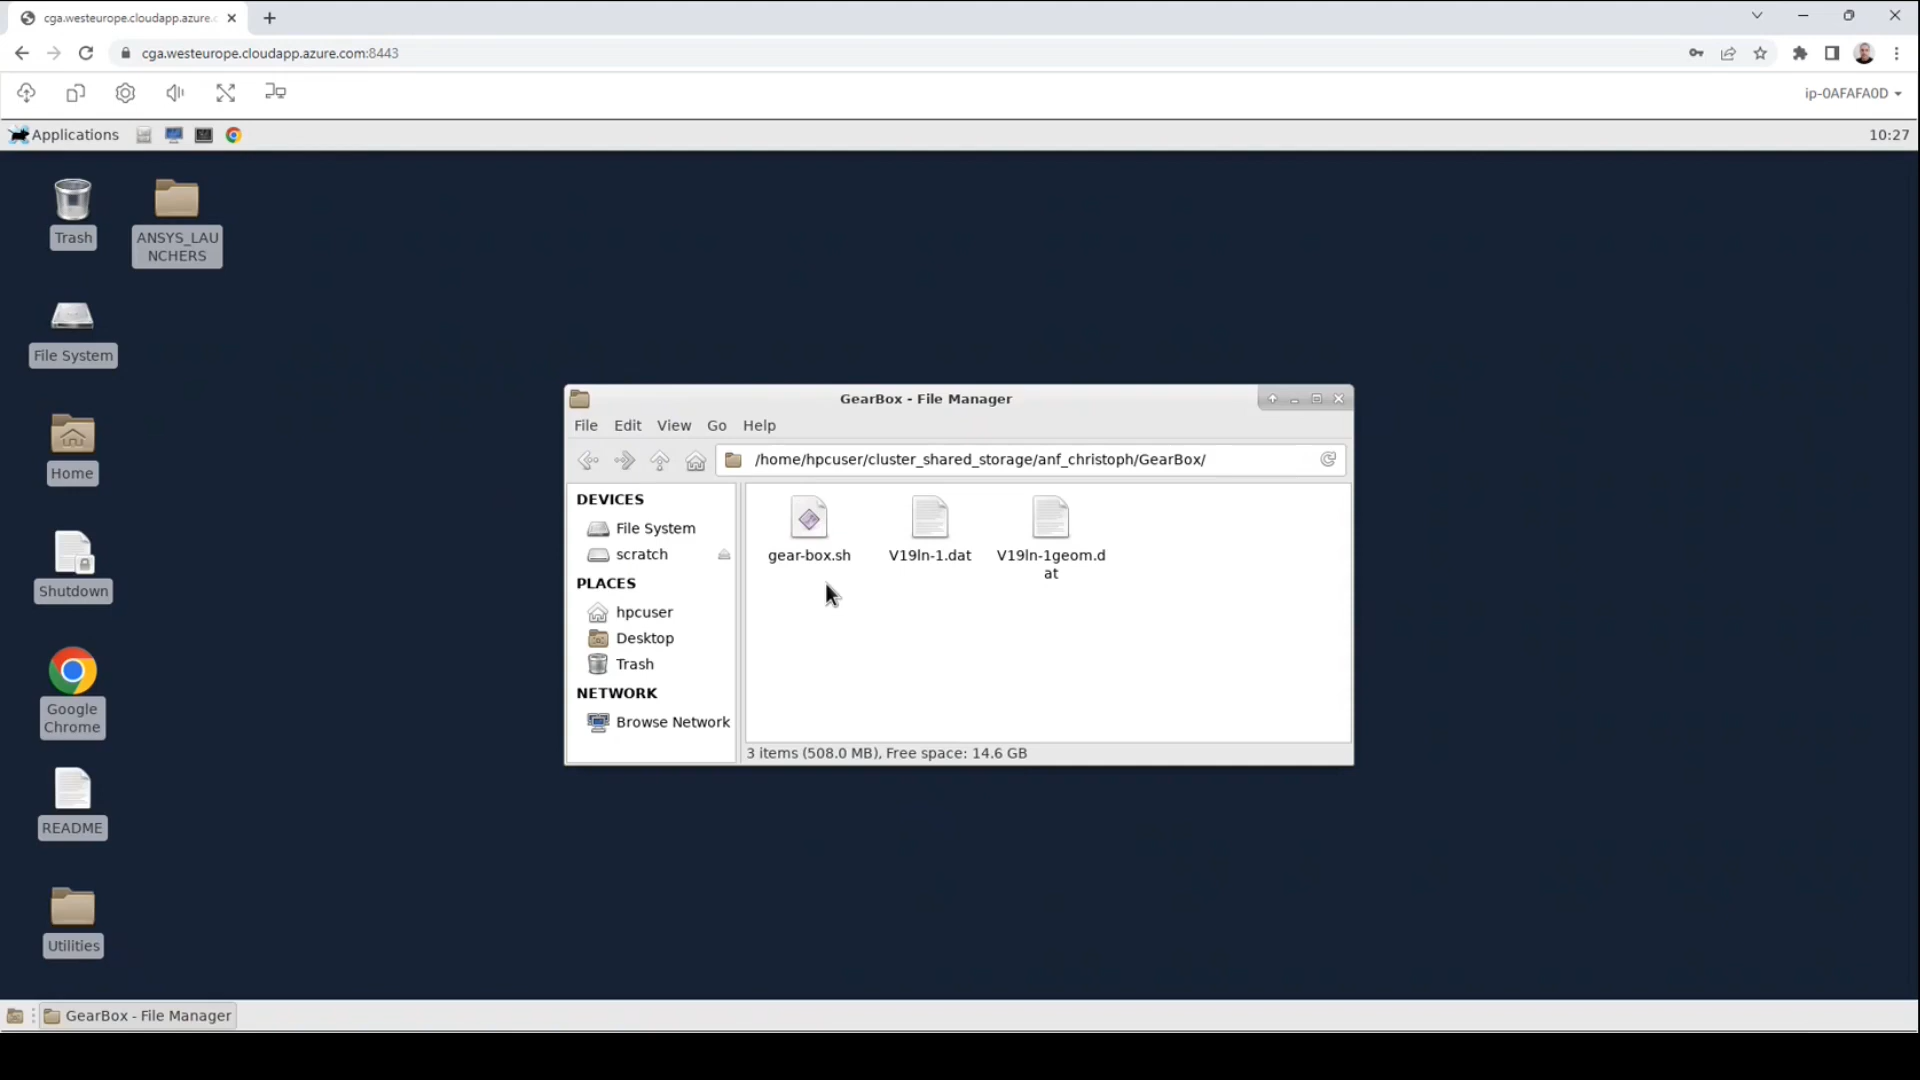 cga.westeurope.cloudapp.azure.c
cga.westeurope.cloudapp.azure.com:8443
ip-0AFAFA0D
Applications
10:27
Trash
ANSYS_LAU
NCHERS
File System
Home
Shutdown
Google
Chrome
README
Utilities
GearBox - File Manager
File Edit View Go Help
/home/hpcuser/cluster_shared_storage/anf_christoph/GearBox/
DEVICES
File System
scratch
PLACES
hpcuser
Desktop
Trash
NETWORK
Browse Network
gear-box.sh
V19ln-1.dat
V19ln-1geom.d
at
3 items (508.0 MB), Free space: 14.6 GB
GearBox - File Manager